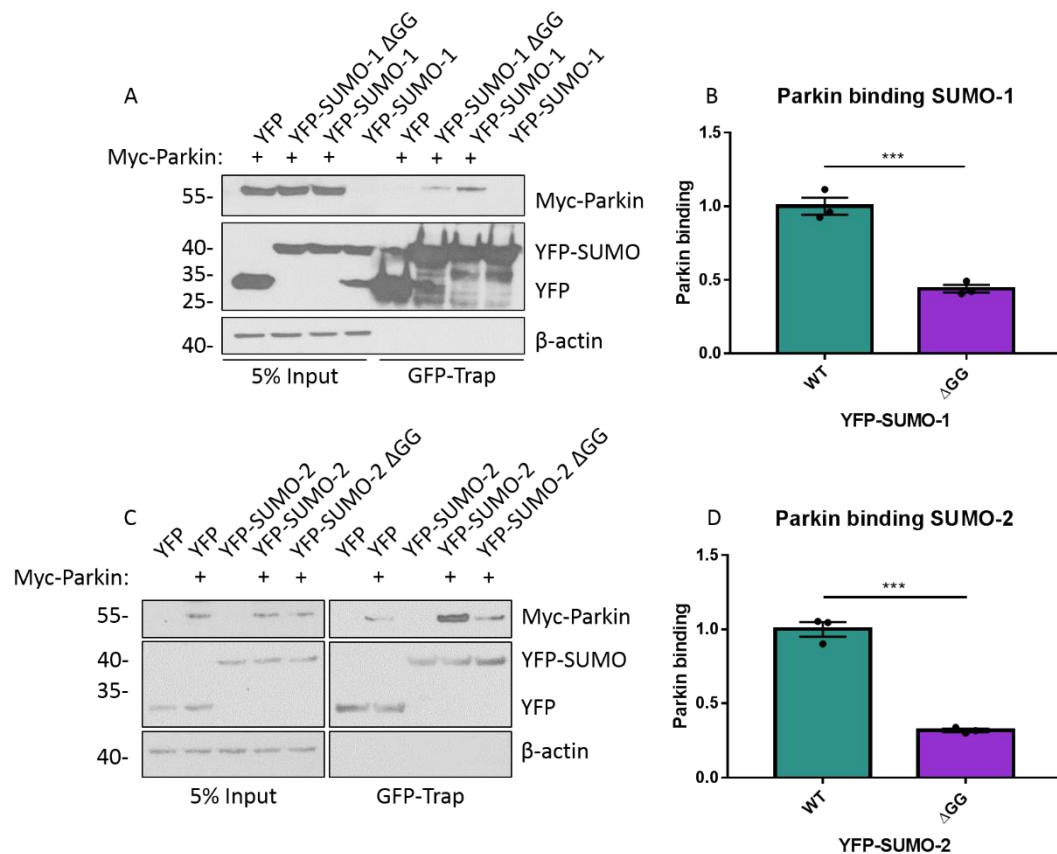 A
YFP
YFP-SUMO-1 ΔGG
YFP-SUMO-1
YFP-SUMO-1
YFP
YFP-SUMO-1 ΔGG
YFP-SUMO-1
YFP-SUMO-1
Myc-Parkin: + + + + + +
55-
Myc-Parkin
40-
35-
25-
YFP-SUMO
YFP
40-
β-actin
5% Input GFP-Trap
B Parkin binding SUMO-1
1.5
1.0
0.5
0.0
Parkin binding
***
WT ΔGG
YFP-SUMO-1
C
YFP
YFP
YFP-SUMO-2
YFP-SUMO-2
YFP-SUMO-2 ΔGG
YFP
YFP
YFP-SUMO-2
YFP-SUMO-2
YFP-SUMO-2 ΔGG
Myc-Parkin: + + + + + +
55-
Myc-Parkin
40-
35-
YFP-SUMO
YFP
40-
β-actin
5% Input GFP-Trap
D Parkin binding SUMO-2
1.5
1.0
0.5
0.0
Parkin binding
***
WT ΔGG
YFP-SUMO-2